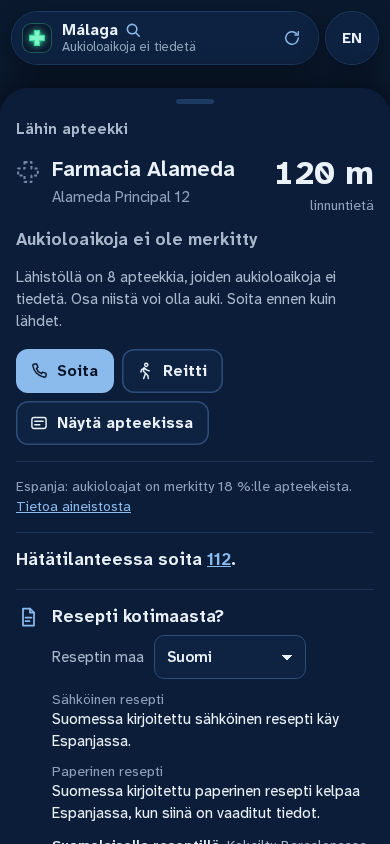 Málaga
Aukioloaikoja ei tiedetä
EN
Lähin apteekki
Farmacia Alameda
120 m
Alameda Principal 12
linnuntietä
Aukioloaikoja ei ole merkitty
Lähistöllä on 8 apteekkia, joiden aukioloaikoja ei
tiedetä. Osa niistä voi olla auki. Soita ennen kuin
lähdet.
Soita
Reitti
Näytä apteekissa
Espanja: aukioloajat on merkitty 18 %:lle apteekeista.
Tietoa aineistosta
Hätätilanteessa soita 112.
Resepti kotimaasta?
Reseptin maa
Suomi
Sähköinen resepti
Suomessa kirjoitettu sähköinen resepti käy
Espanjassa.
Paperinen resepti
Suomessa kirjoitettu paperinen resepti kelpaa
Espanjassa, kun siinä on vaaditut tiedot.